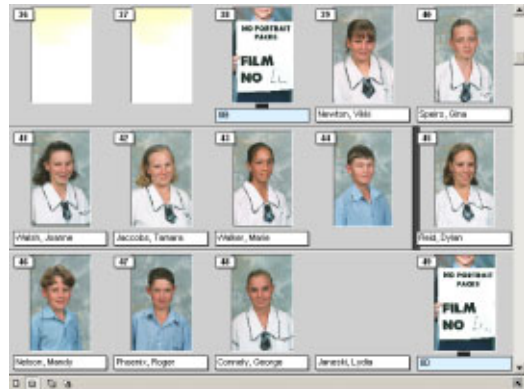 36
37
38
39
40
NO PORTRAIT
PACKS
FILM
NO
Newton, Vikki
Speirs, Gina
41
42
43
44
45
Walsh, Joanne
Jaccobs, Tamara
Walker, Marie
Reid, Dylan
46
47
48
49
NO PORTRAIT
PACKS
FILM
NO
Nelson, Mandy
Phoenix, Roger
Connely, George
Janeski, Lydia